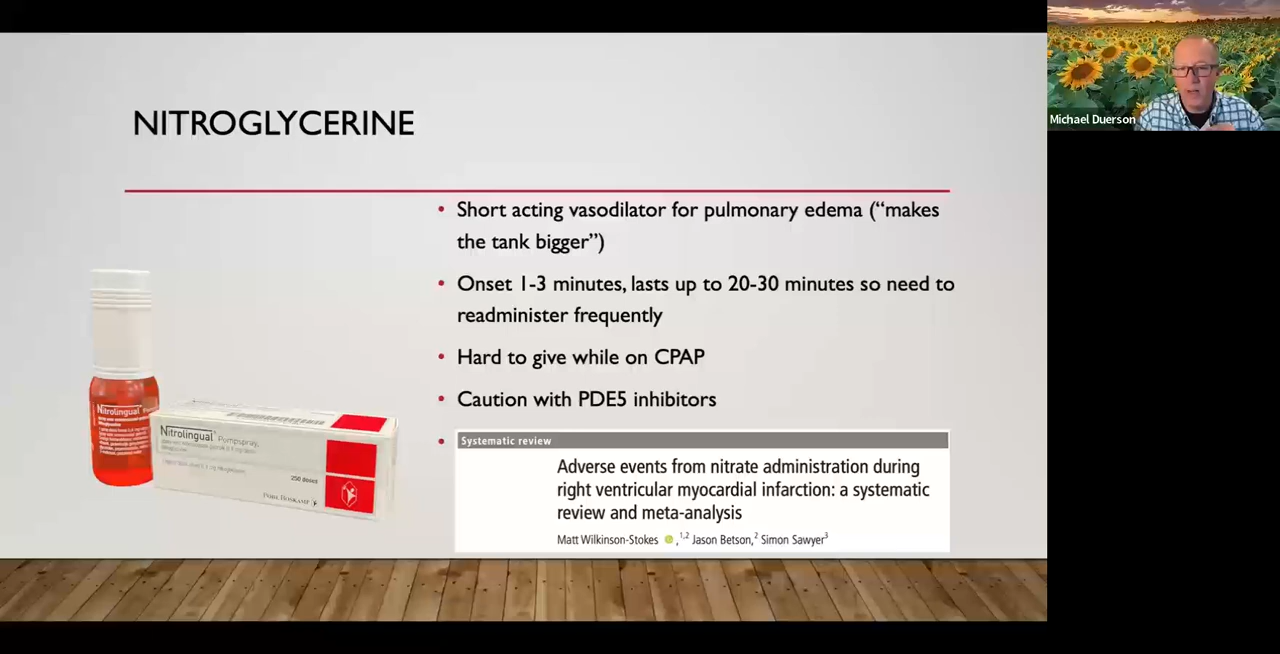 Michael Duerson
NITROGLYCERINE
• Short acting vasodilator for pulmonary edema (“makes
the tank bigger”)
• Onset 1-3 minutes, lasts up to 20-30 minutes so need to
readminister frequently
• Hard to give while on CPAP
• Caution with PDE5 inhibitors
•
Systematic review
Adverse events from nitrate administration during
right ventricular myocardial infarction: a systematic
review and meta-analysis
Matt Wilkinson-Stokes ,1,2 Jason Betson,2 Simon Sawyer3
Nitrolingual
Nitrolingual Pumpspray,
250 doses